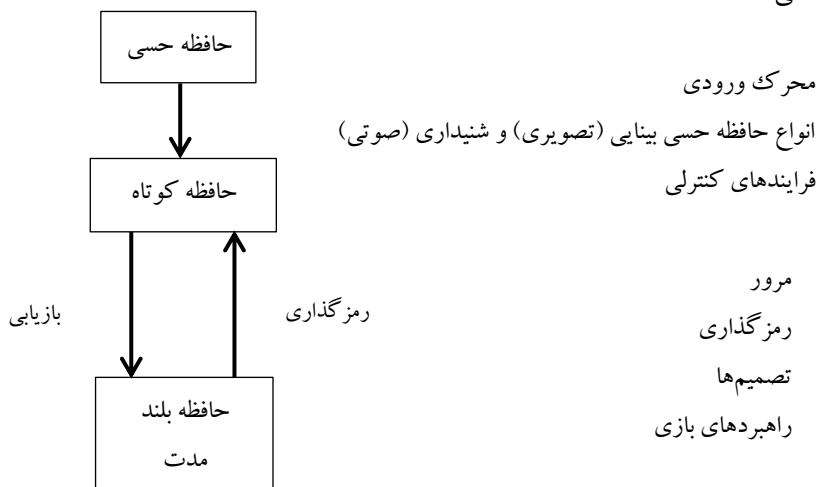 حافظه حسی
محرک ورودی
انواع حافظه حسی بینایی (تصویری) و شنیداری (صوتی)
فرایندهای کنترلی
حافظه کوتاه
مرور
رمزگذاری
بازیابی
رمزگذاری
تصمیم‌ها
راهبردهای بازی
حافظه بلند
مدت